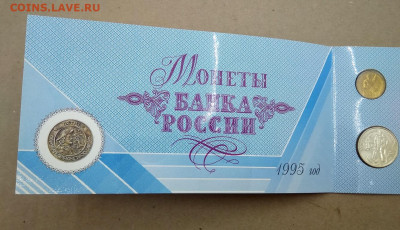 COINS.LAVE.RU
Монеты
БАНКА
РОССИИ
1995 год